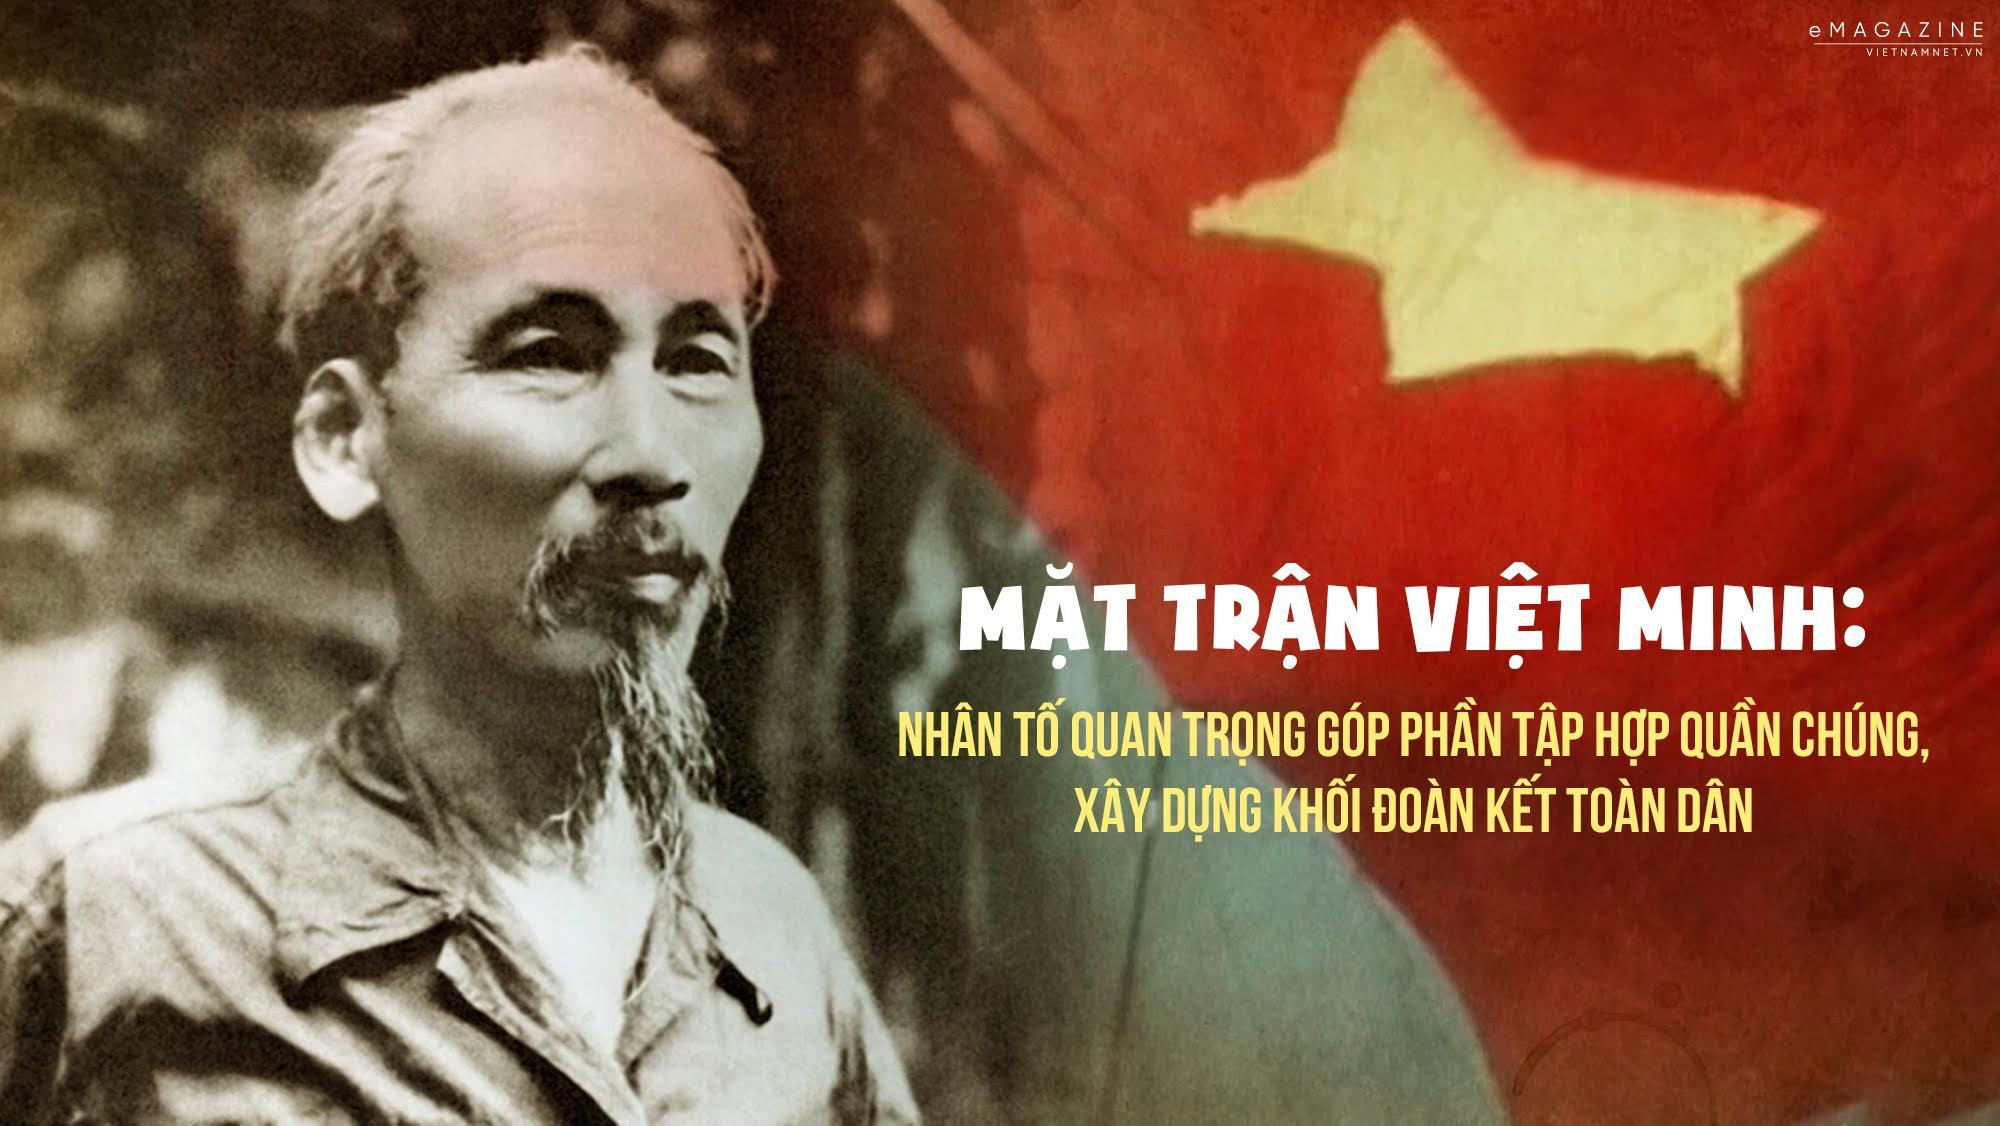 eMAGAZINE
VIETNAMNET.VN
MẶT TRẬN VIỆT MINH:
NHÂN TỐ QUAN TRỌNG GÓP PHẦN TẬP HỢP QUẦN CHÚNG,
XÂY DỰNG KHỐI ĐOÀN KẾT TOÀN DÂN